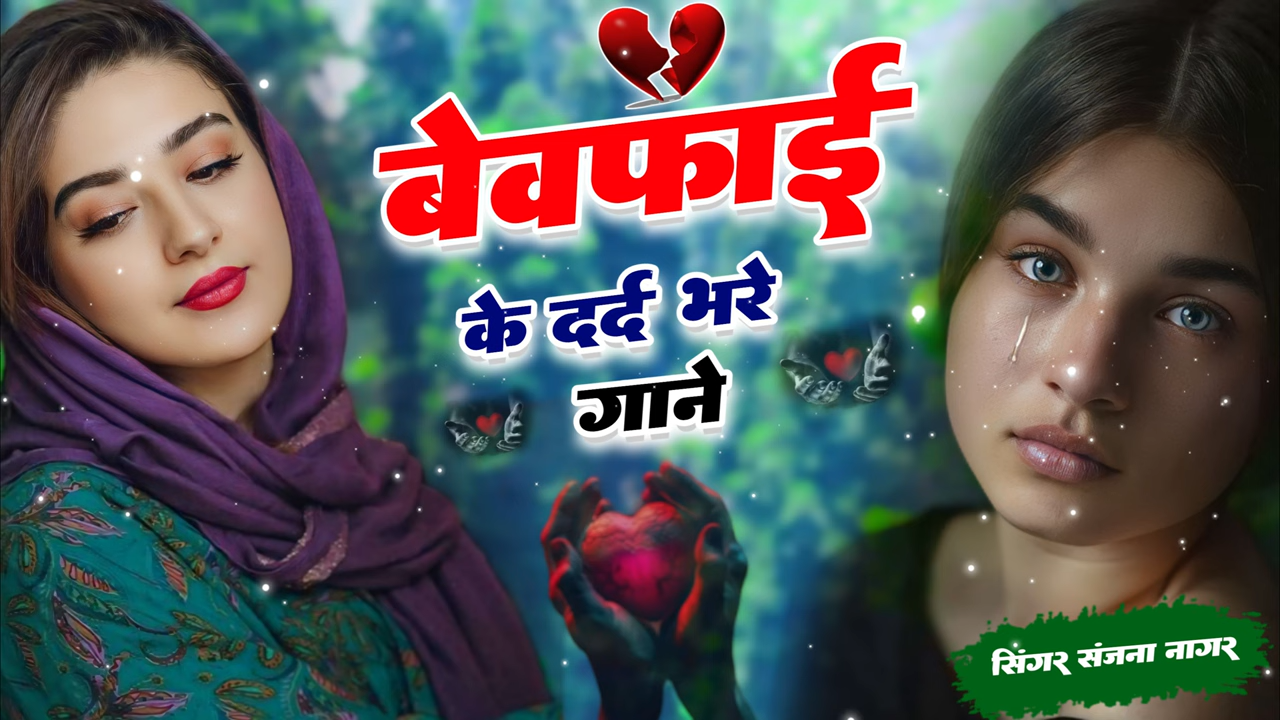 बेवफाई
के दर्द भरे
गाने
सिंगर संजना नागर